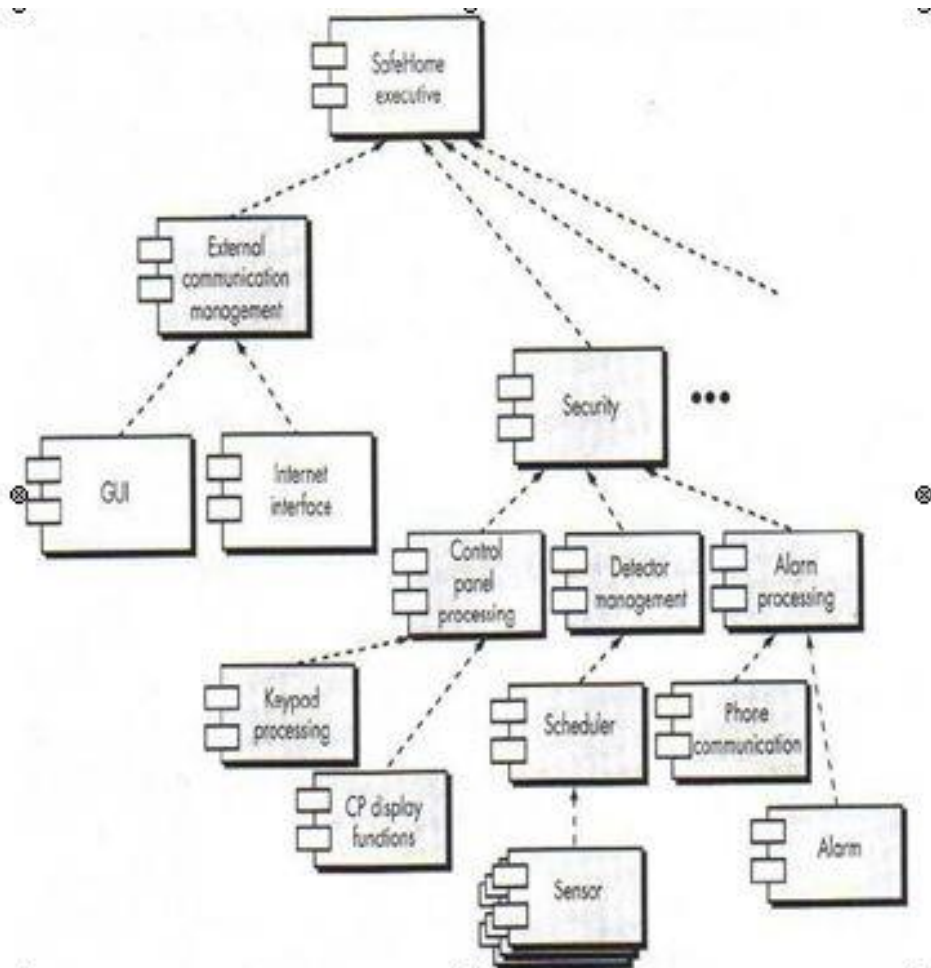 SafeHome
executive
External
communication
management
Security
GUI
Internet
interface
Control
panel
processing
Detector
management
Alarm
processing
Keypad
processing
Scheduler
Phone
communication
CP display
functions
Alarm
Sensor